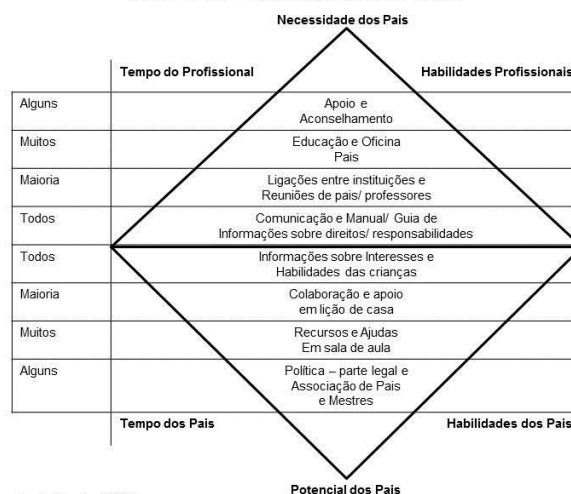 Necessidade dos Pais
Tempo do Profissional
Habilidades Profissionais
Alguns
Apoio e
Aconselhamento
Muitos
Educação e Oficina
Pais
Maioria
Ligações entre instituições e
Reuniões de pais/ professores
Todos
Comunicação e Manual/ Guia de
Informações sobre direitos/ responsabilidades
Todos
Informações sobre Interesses e
Habilidades das crianças
Maioria
Colaboração e apoio
em lição de casa
Muitos
Recursos e Ajudas
Em sala de aula
Alguns
Política – parte legal e
Associação de Pais
e Mestres
Tempo dos Pais
Habilidades dos Pais
Potencial dos Pais